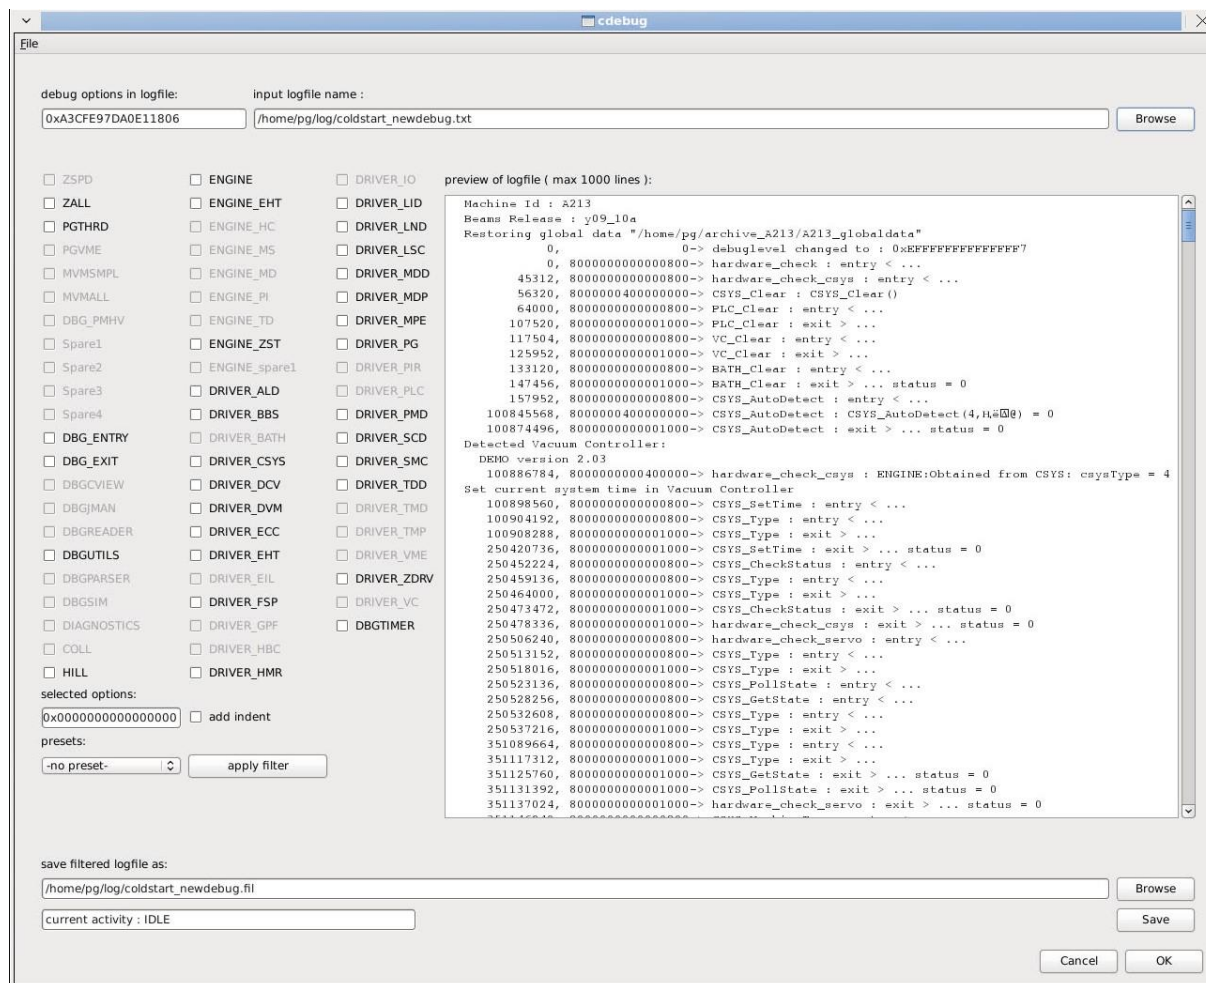 cdebug
File
debug options in logfile:
input logfile name :
0xA3CFE97DA0E11806
/home/pg/log/coldstart_newdebug.txt
Browse
ZSPD
ENGINE
DRIVER_IO
ZALL
ENGINE_EHT
DRIVER_LID
PGTHRD
ENGINE_HC
DRIVER_LND
PGVME
ENGINE_MS
DRIVER_LSC
MVMSMPL
ENGINE_MD
DRIVER_MDD
MVMALL
ENGINE_PI
DRIVER_MDP
DBG_PMHV
ENGINE_TD
DRIVER_MPE
Spare1
ENGINE_ZST
DRIVER_PG
Spare2
ENGINE_spare1
DRIVER_PIR
Spare3
DRIVER_ALD
DRIVER_PLC
Spare4
DRIVER_BBS
DRIVER_PMD
DBG_ENTRY
DRIVER_BATH
DRIVER_SCD
DBG_EXIT
DRIVER_CSYS
DRIVER_SMC
DBGCVIEW
DRIVER_DCV
DRIVER_TDD
DBGJMAN
DRIVER_DVM
DRIVER_TMD
DBGREADER
DRIVER_ECC
DRIVER_TMP
DBGUTILS
DRIVER_EHT
DRIVER_VME
DBGPARSER
DRIVER_EIL
DRIVER_ZDRV
DBGSIM
DRIVER_FSP
DRIVER_VC
DIAGNOSTICS
DRIVER_GPF
DBGTIMER
COLL
DRIVER_HBC
HILL
DRIVER_HMR
selected options:
0x0000000000000000
add indent
presets:
-no preset-
apply filter
preview of logfile ( max 1000 lines ):
Machine Id : A213
Beams Release : y09_10a
Restoring global data "/home/pg/archive_A213/A213_globaldata"
0, 0-> debuglevel changed to : 0xEFFFFFFFFFFFFFF7
0, 8000000000000800-> hardware_check : entry < ...
45312, 8000000000000800-> hardware_check_csys : entry < ...
56320, 8000000400000000-> CSYS_Clear : CSYS_Clear()
64000, 8000000000000800-> PLC_Clear : entry < ...
107520, 8000000000001000-> PLC_Clear : exit > ...
117504, 8000000000000800-> VC_Clear : entry < ...
125952, 8000000000001000-> VC_Clear : exit > ...
133120, 8000000000000800-> BATH_Clear : entry < ...
147456, 8000000000001000-> BATH_Clear : exit > ... status = 0
157952, 8000000000000800-> CSYS_AutoDetect : entry < ...
100845568, 8000000400000000-> CSYS_AutoDetect : CSYS_AutoDetect(4, = 0
100874496, 8000000000001000-> CSYS_AutoDetect : exit > ... status = 0
Detected Vacuum Controller:
DEMO version 2.03
100886784, 8000000000400000-> hardware_check_csys : ENGINE:Obtained from CSYS: csysType = 4
Set current system time in Vacuum Controller
100898560, 8000000000000800-> CSYS_SetTime : entry < ...
100904192, 8000000000000800-> CSYS_Type : entry < ...
100908288, 8000000000001000-> CSYS_Type : exit > ...
250420736, 8000000000001000-> CSYS_SetTime : exit > ... status = 0
250452224, 8000000000000800-> CSYS_CheckStatus : entry < ...
250459136, 8000000000000800-> CSYS_Type : entry < ...
250464000, 8000000000001000-> CSYS_Type : exit > ...
250473472, 8000000000001000-> CSYS_CheckStatus : exit > ... status = 0
250478336, 8000000000001000-> hardware_check_csys : exit > ... status = 0
250506240, 8000000000000800-> hardware_check_servo : entry < ...
250513152, 8000000000000800-> CSYS_Type : entry < ...
250518016, 8000000000001000-> CSYS_Type : exit > ...
250523136, 8000000000000800-> CSYS_PollState : entry < ...
250528256, 8000000000000800-> CSYS_GetState : entry < ...
250532608, 8000000000000800-> CSYS_Type : entry < ...
250537216, 8000000000001000-> CSYS_Type : exit > ...
351089664, 8000000000000800-> CSYS_Type : entry < ...
351117312, 8000000000001000-> CSYS_Type : exit > ...
351125760, 8000000000001000-> CSYS_GetState : exit > ... status = 0
351131392, 8000000000001000-> CSYS_PollState : exit > ... status = 0
351137024, 8000000000001000-> hardware_check_servo : exit > ... status = 0
save filtered logfile as:
/home/pg/log/coldstart_newdebug.fil
Browse
current activity : IDLE
Save
Cancel
OK